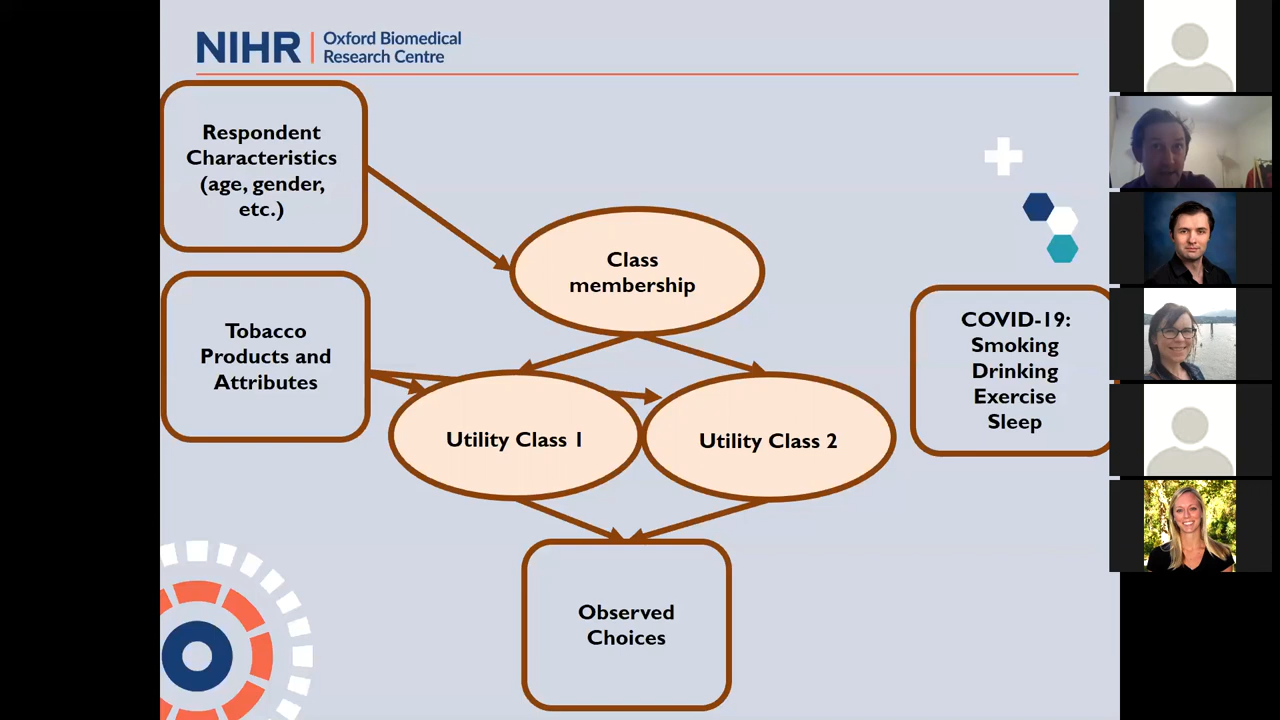 NIHR
Oxford Biomedical
Research Centre
Respondent
Characteristics
(age, gender,
etc.)
Class
membership
Tobacco
Products and
Attributes
COVID-19:
Smoking
Drinking
Exercise
Sleep
Utility Class 1
Utility Class 2
Observed
Choices